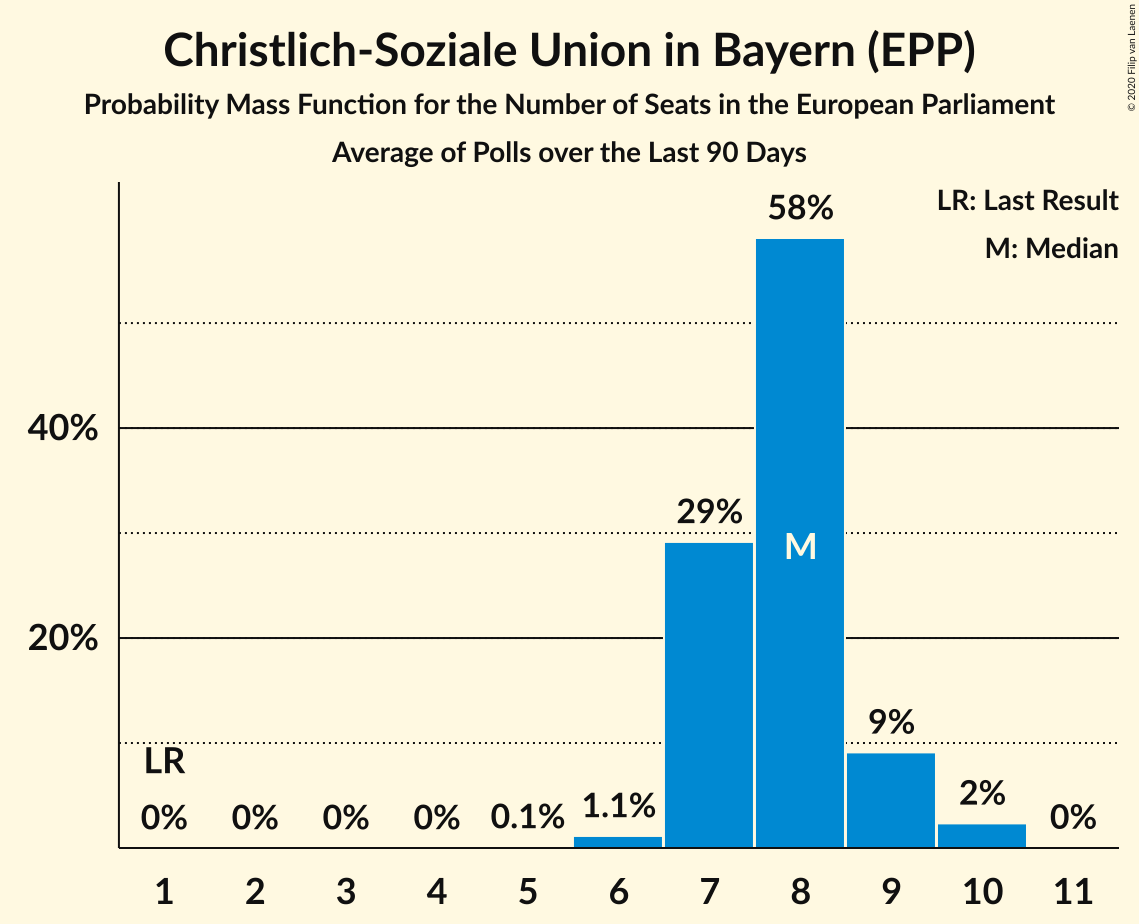 Christlich-Soziale Union in Bayern (EPP)
Probability Mass Function for the Number of Seats in the European Parliament
Average of Polls over the Last 90 Days
© 2020 Filip van Laenen
LR: Last Result
M: Median
58%
40%
29%
M
20%
9%
LR
0% 0% 0% 0% 0.1% 1.1% 2% 0%
1 2 3 4 5 6 7 8 9 10 11